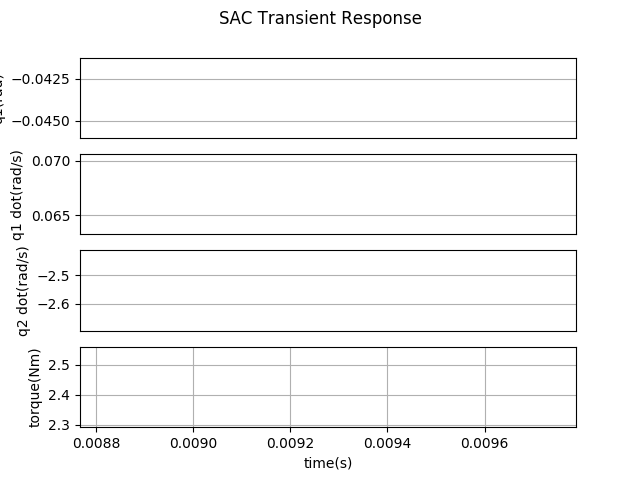 SAC Transient Response
q1(rad)
−0.0425
−0.0450
q1 dot(rad/s)
0.070
0.065
q2 dot(rad/s)
−2.5
−2.6
torque(Nm)
2.5
2.4
2.3
0.0088 0.0090 0.0092 0.0094 0.0096
time(s)